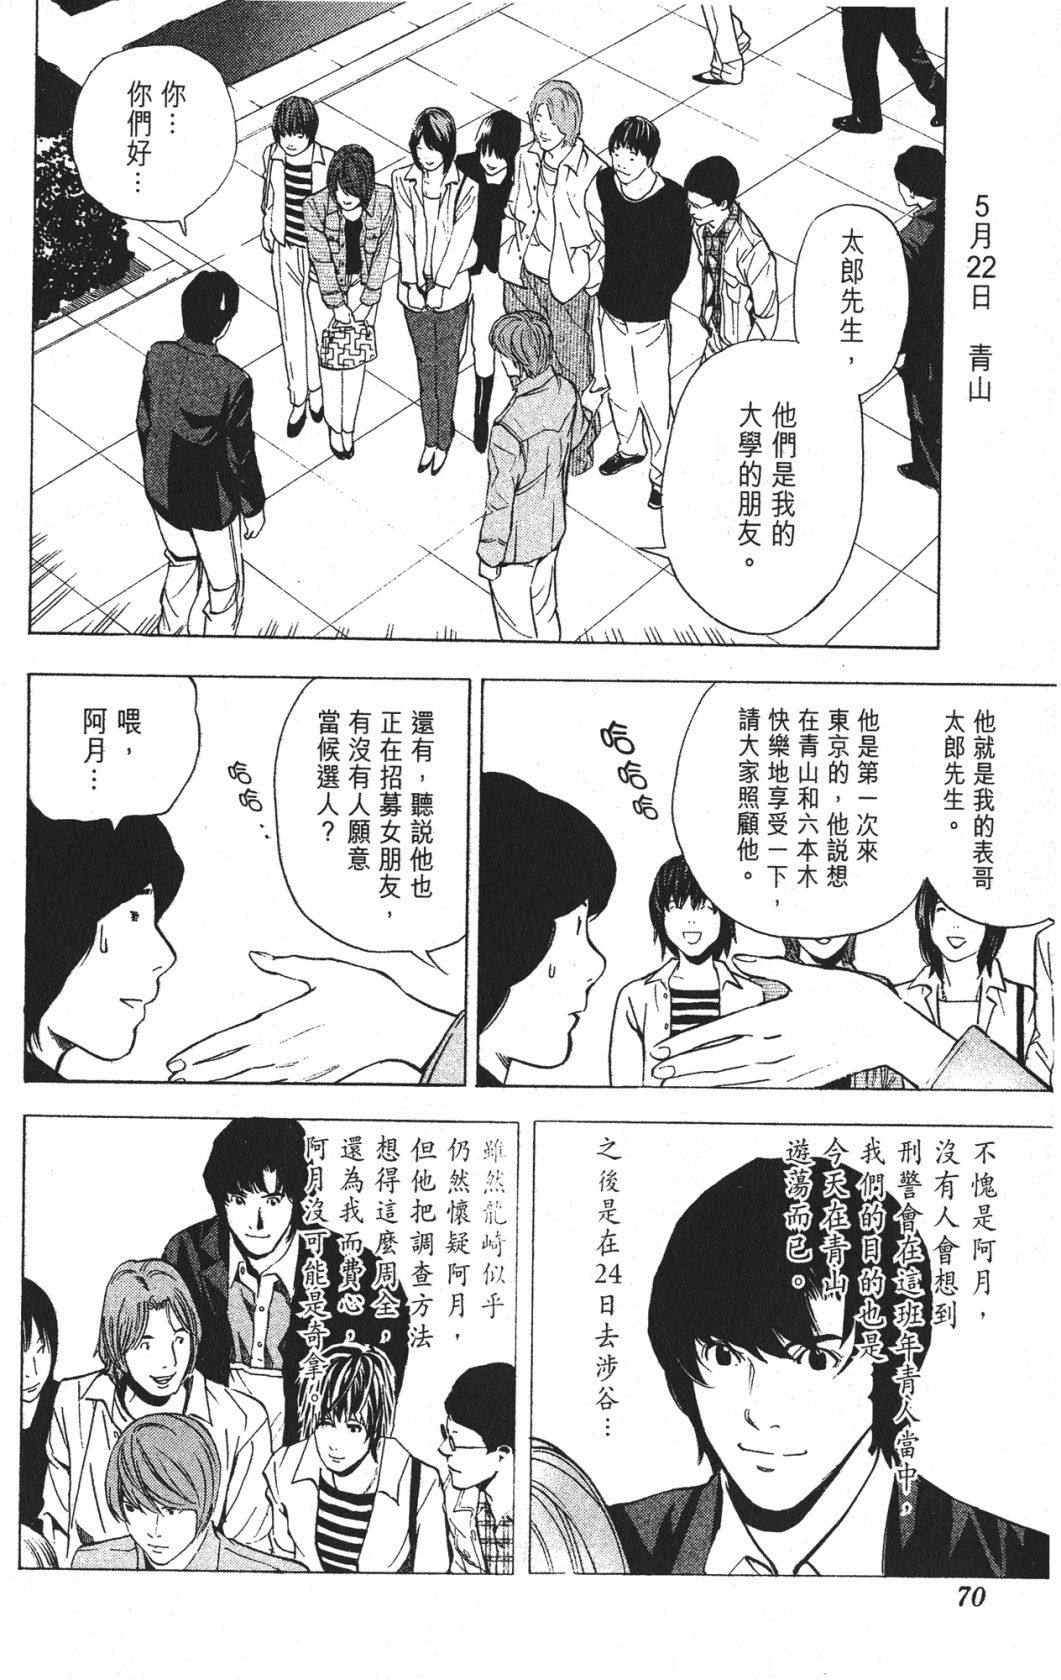 5月22日 青山
太郎先生，
他們是我的
大學的朋友。
你…
你們好…
他就是我的表哥
太郎先生。
他是第一次來
東京的，他說想
在青山和六本木
快樂地享受一下，
請大家照顧他。
哈哈哈
還有，聽說他也
正在招募女朋友，
有沒有人願意
當候選人？
哈哈哈…
喂，
阿月…
不愧是阿月，
沒有人會想到
刑警會在這班年青人當中，
我們的目的也是
今天在青山
遊蕩而已。
之後是在24日去涉谷…
雖然龍崎似乎
仍然懷疑阿月，
但他把調查方法
想得這麼周全，
還為我而費心，
阿月沒可能是奇拿。
70